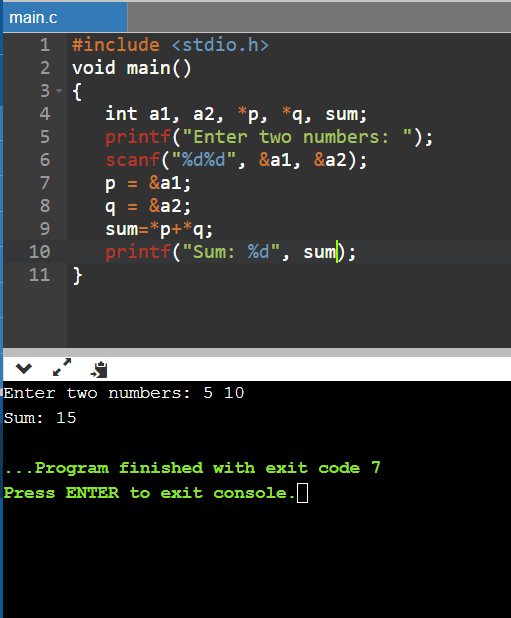 main.c
1 #include <stdio.h>
2 void main()
3 {
4 int a1, a2, *p, *q, sum;
5 printf("Enter two numbers: ");
6 scanf("%d%d", &a1, &a2);
7 p = &a1;
8 q = &a2;
9 sum=*p+*q;
10 printf("Sum: %d", sum);
11 }
Enter two numbers: 5 10
Sum: 15
...Program finished with exit code 7
Press ENTER to exit console.